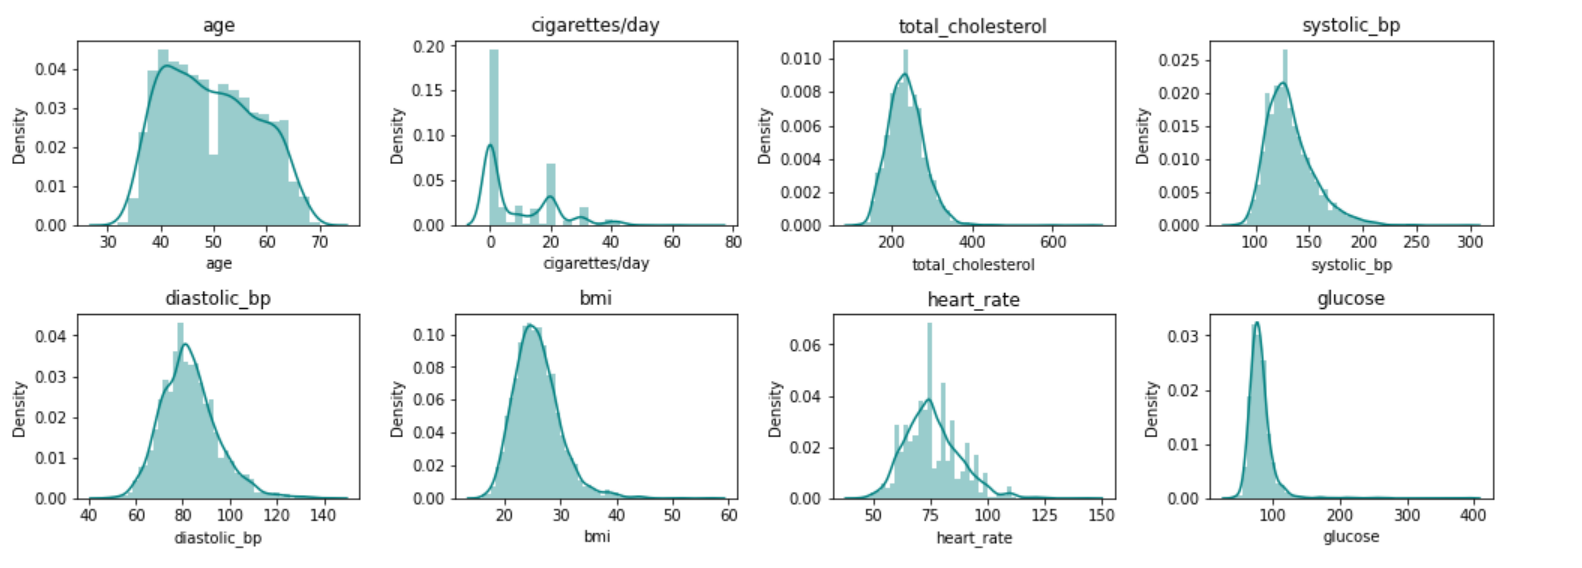 age
cigarettes/day
total_cholesterol
systolic_bp
Density
0.04
0.03
0.02
0.01
0.00
30 40 50 60 70
age
Density
0.20
0.15
0.10
0.05
0.00
0 20 40 60 80
cigarettes/day
Density
0.010
0.008
0.006
0.004
0.002
0.000
200 400 600
total_cholesterol
Density
0.025
0.020
0.015
0.010
0.005
0.000
100 150 200 250 300
systolic_bp
diastolic_bp
bmi
heart_rate
glucose
Density
0.04
0.03
0.02
0.01
0.00
40 60 80 100 120 140
diastolic_bp
Density
0.10
0.08
0.06
0.04
0.02
0.00
20 30 40 50 60
bmi
Density
0.06
0.04
0.02
0.00
50 75 100 125 150
heart_rate
Density
0.03
0.02
0.01
0.00
100 200 300 400
glucose